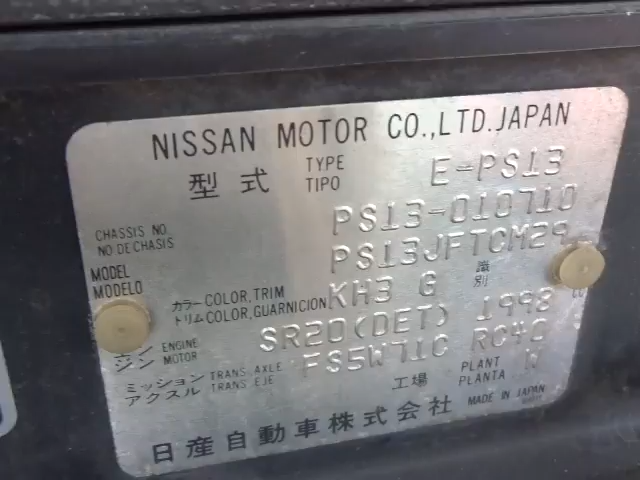 NISSAN MOTOR CO.,LTD.JAPAN
型式 TYPE TIPO E-PS13
CHASSIS NO. NO DE CHASIS PS13-010710
MODEL MODELO PS13JFTCM29
カラー COLOR,TRIM トリム COLOR,GUARNICION KH3 G 識別
エンジン ENGINE MOTOR SR20(DET) 1998 cc
ミッション TRANS. AXLE アクスル TRANS EJE FS5W71C RC40
工場 PLANT PLANTA W
日産自動車株式会社 MADE IN JAPAN